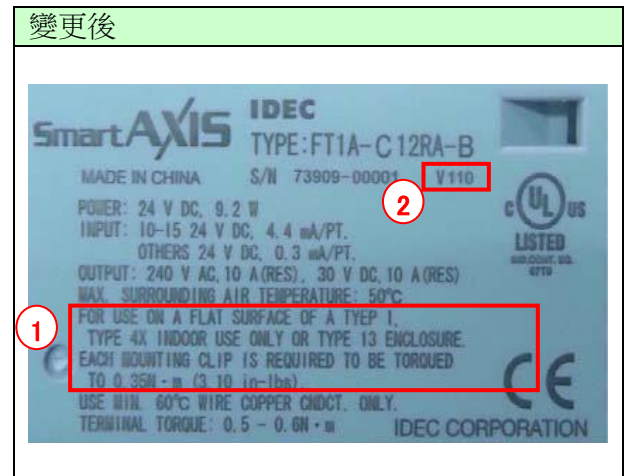 變更後
SmartAXIS IDEC
TYPE:FT1A-C12RA-B
MADE IN CHINA S/N 73909-00001 V110
2
POWER: 24 V DC, 9.2 W
INPUT: 10-15 24 V DC, 4.4 mA/PT.
OTHERS 24 V DC, 0.3 mA/PT.
OUTPUT: 240 V AC,10 A(RES), 30 V DC,10 A(RES)
MAX. SURROUNDING AIR TEMPERATURE: 50°C
c UL US
LISTED
IND.CONT. EQ.
1
FOR USE ON A FLAT SURFACE OF A TYEP 1,
TYPE 4X INDOOR USE ONLY OR TYPE 13 ENCLOSURE.
EACH MOUNTING CLIP IS REQUIRED TO BE TORQUED
TO 0.35N・m (3.10 in-lbs).
USE MIN. 60°C WIRE COPPER CNDCT. ONLY.
TERMINAL TORQUE: 0.5 - 0.6N・m
CE
IDEC CORPORATION